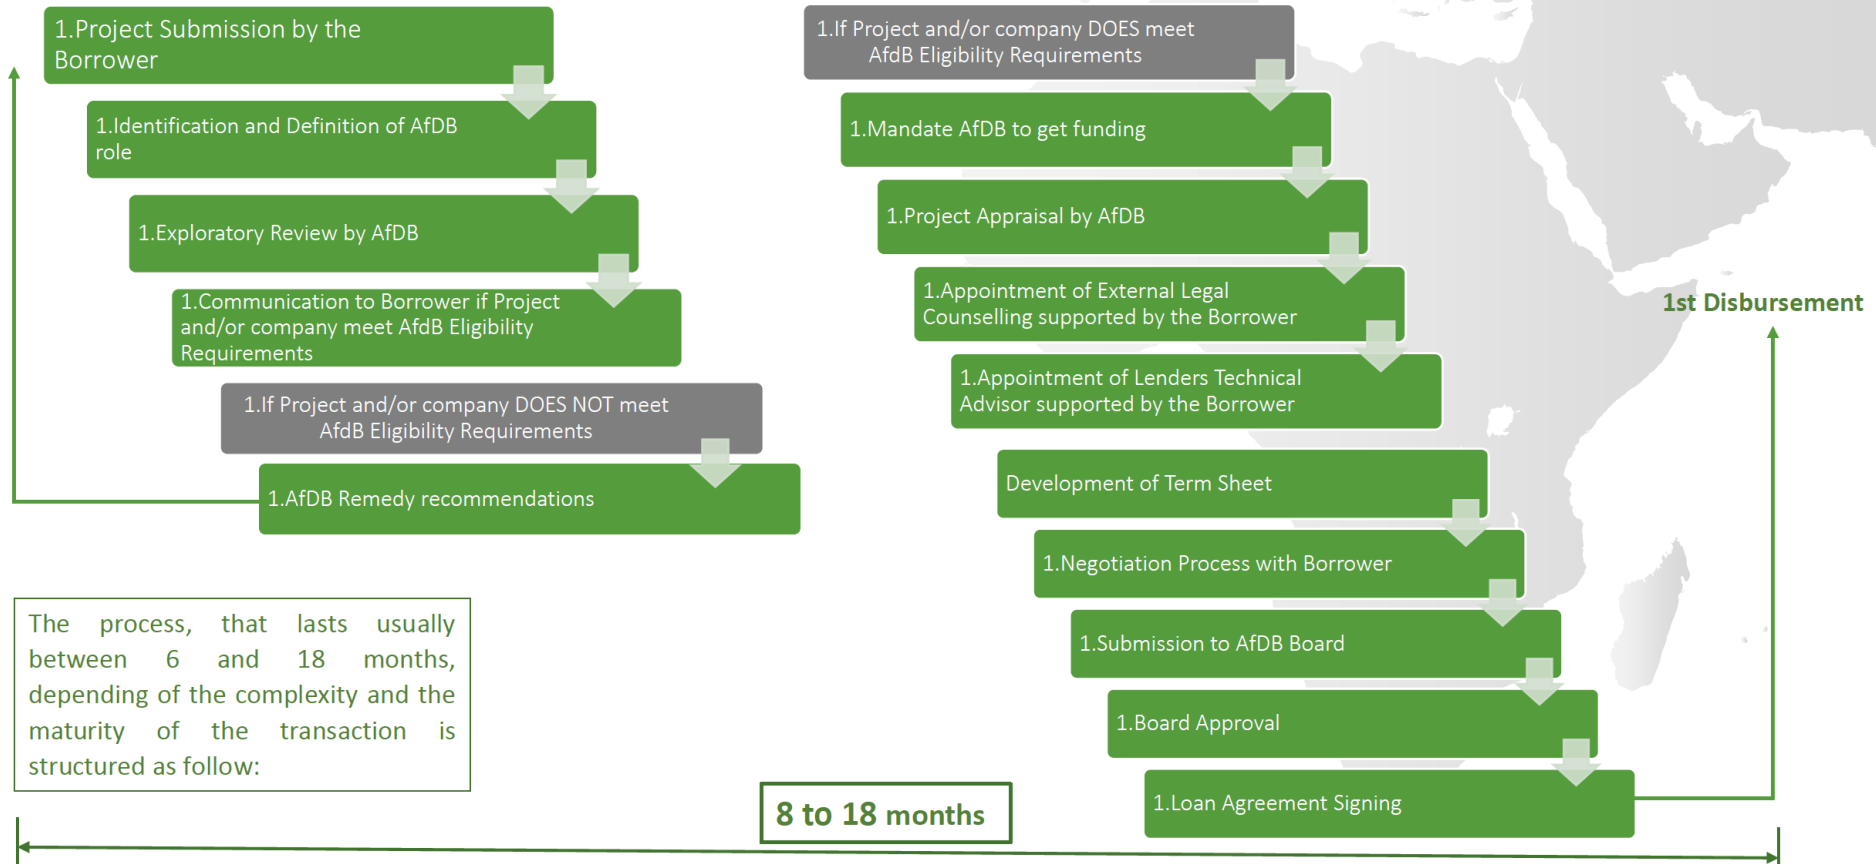 1.Project Submission by the
Borrower
1.Identification and Definition of AfDB
role
1.Exploratory Review by AfDB
1.Communication to Borrower if Project
and/or company meet AfdB Eligibility
Requirements
1.If Project and/or company DOES NOT meet
AfdB Eligibility Requirements
1.AfDB Remedy recommendations
The process, that lasts usually
between 6 and 18 months,
depending of the complexity and the
maturity of the transaction is
structured as follow:
1.If Project and/or company DOES meet
AfdB Eligibility Requirements
1.Mandate AfDB to get funding
1.Project Appraisal by AfDB
1.Appointment of External Legal
Counselling supported by the Borrower
1.Appointment of Lenders Technical
Advisor supported by the Borrower
Development of Term Sheet
1.Negotiation Process with Borrower
1.Submission to AfDB Board
1.Board Approval
1.Loan Agreement Signing
1st Disbursement
8 to 18 months